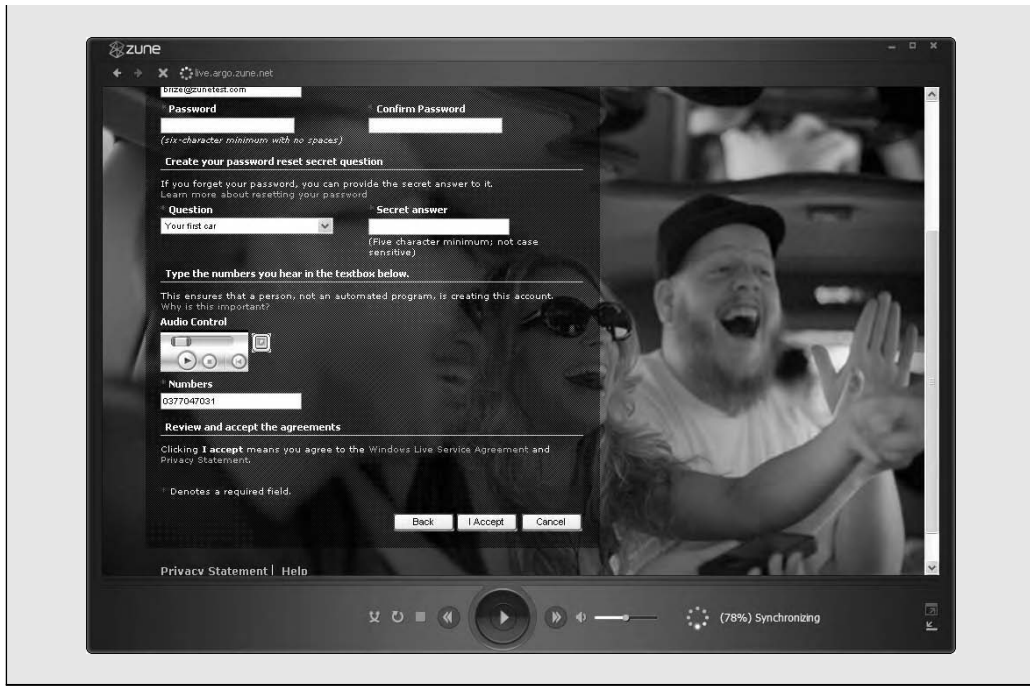 zune
live.argo.zune.net
brize@zunetest.com
* Password * Confirm Password
(six-character minimum with no spaces)
Create your password reset secret question
If you forget your password, you can provide the secret answer to it.
Learn more about resetting your password
* Question * Secret answer
Your first car
(Five character minimum; not case
sensitive)
Type the numbers you hear in the textbox below.
This ensures that a person, not an automated program, is creating this account.
Why is this important?
Audio Control
* Numbers
0377047031
Review and accept the agreements
Clicking I accept means you agree to the Windows Live Service Agreement and
Privacy Statement.
* Denotes a required field.
Back I Accept Cancel
Privacy Statement | Help
(78%) Synchronizing